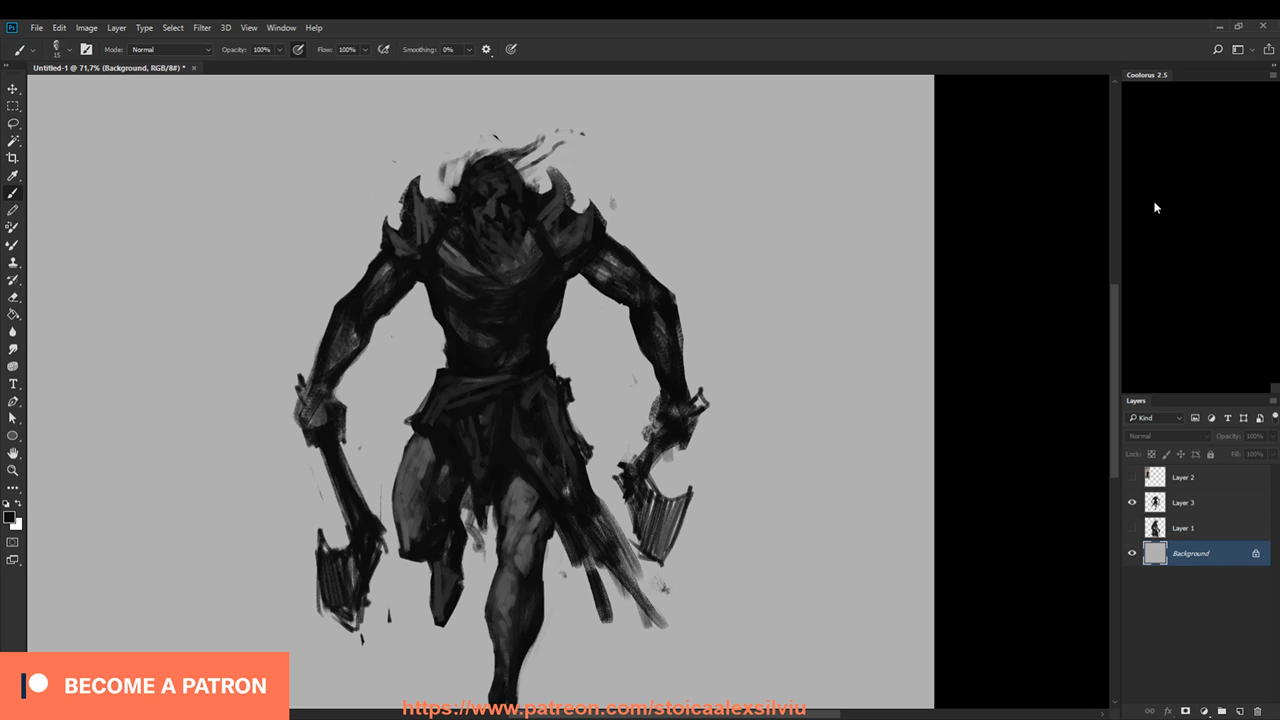 Ps File Edit Image Layer Type Select Filter 3D View Window Help
15 Mode: Normal Opacity: 100% Flow: 100% Smoothing: 0%
Untitled-1 @ 71,7% (Background, RGB/8#) *
Coolorus 2.5
Layers
Kind
Normal Opacity: 100%
Lock: Fill: 100%
Layer 2
Layer 3
Layer 1
Background
BECOME A PATRON
https://www.patreon.com/stoicaalexsilviu